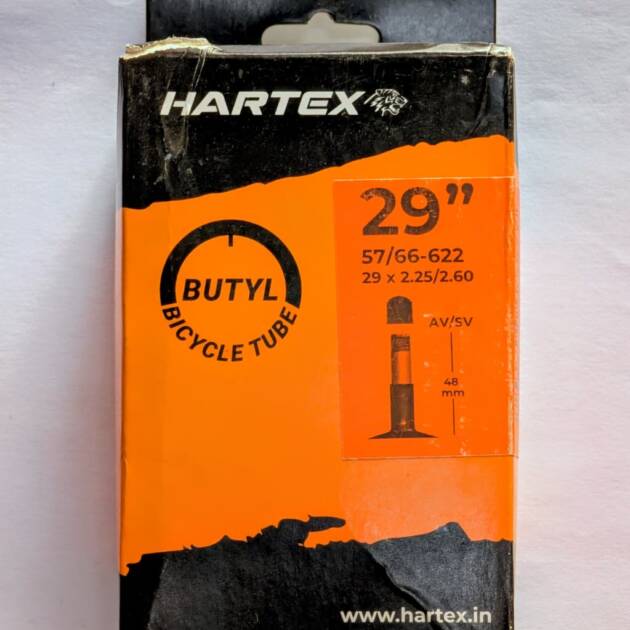 HARTEX
29”
57/66-622
29 x 2.25/2.60
BUTYL
BICYCLE TUBE
AV/SV
48
mm
www.hartex.in